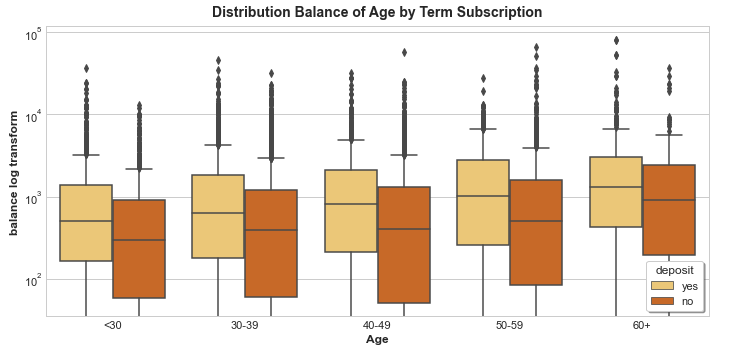 Distribution Balance of Age by Term Subscription
balance log transform
10^5
10^4
10^3
10^2
<30
30-39
40-49
50-59
60+
Age
deposit
yes
no